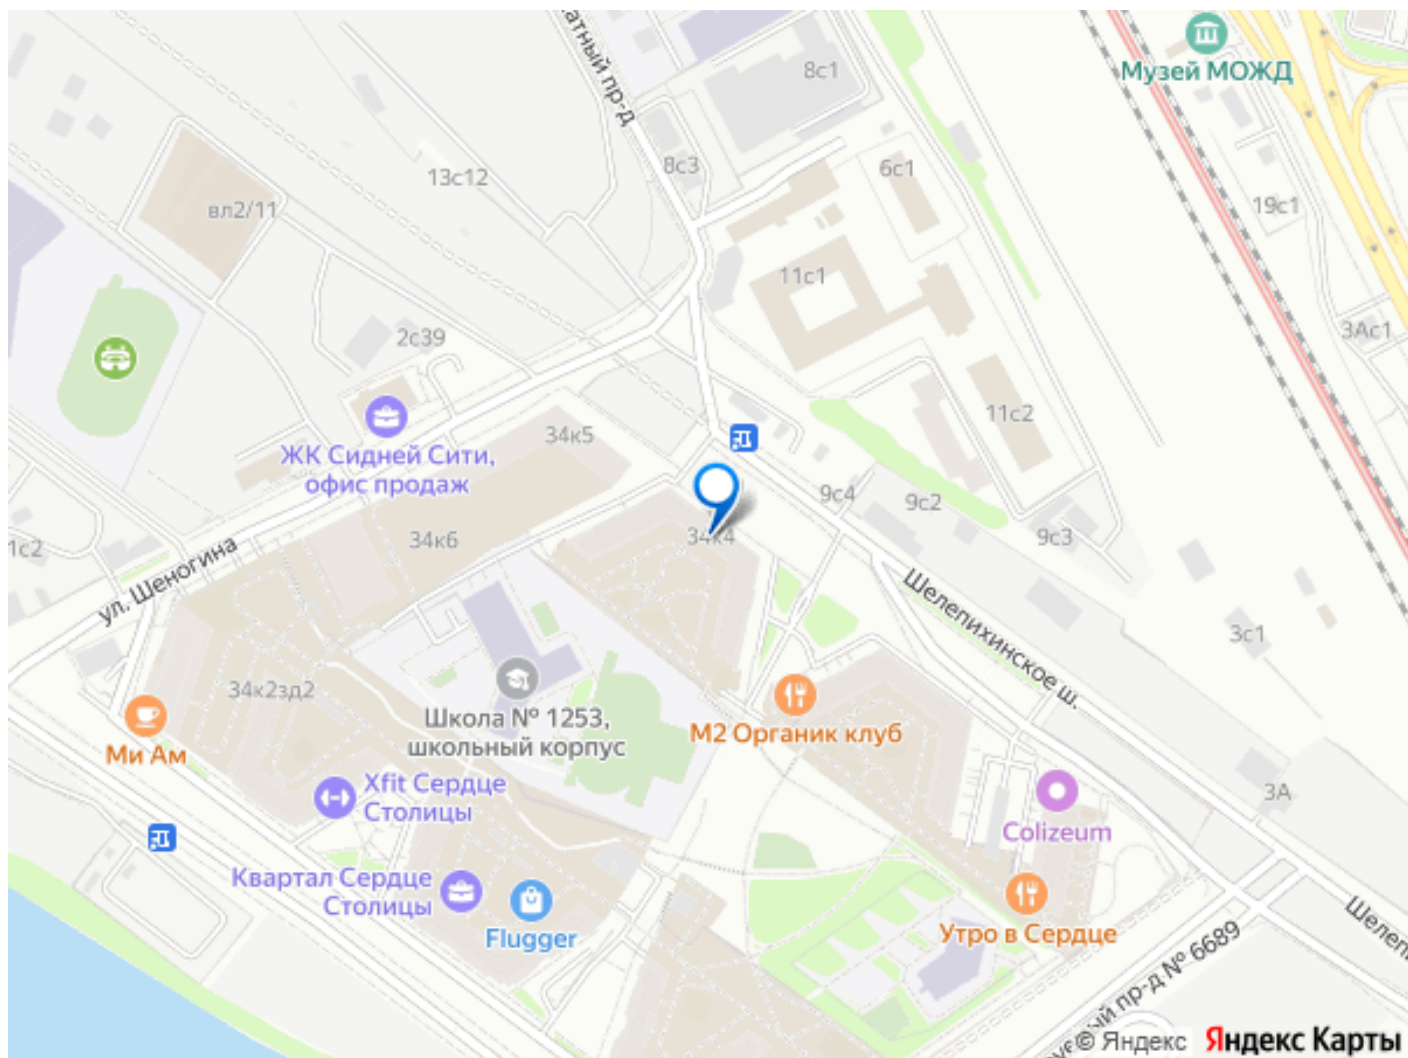 Музей МОЖД
атный пр-д
8с1
8с3
6с1
13с12
вл2/11
19с1
11с1
3Ас1
2с39
11с2
34к5
ЖК Сидней Сити,
офис продаж
9с4
9с2
9с3
34к4
34к6
1с2
ул. Шеногина
Шелепихинское ш.
3с1
34к2зд2
Школа № 1253,
школьный корпус
М2 Органик клуб
Ми Ам
Xfit Сердце
Столицы
3А
Colizeum
Квартал Сердце
Столицы
Flugger
Утро в Сердце
Шелепи
ый пр-д № 6689
© Яндекс Яндекс Карты